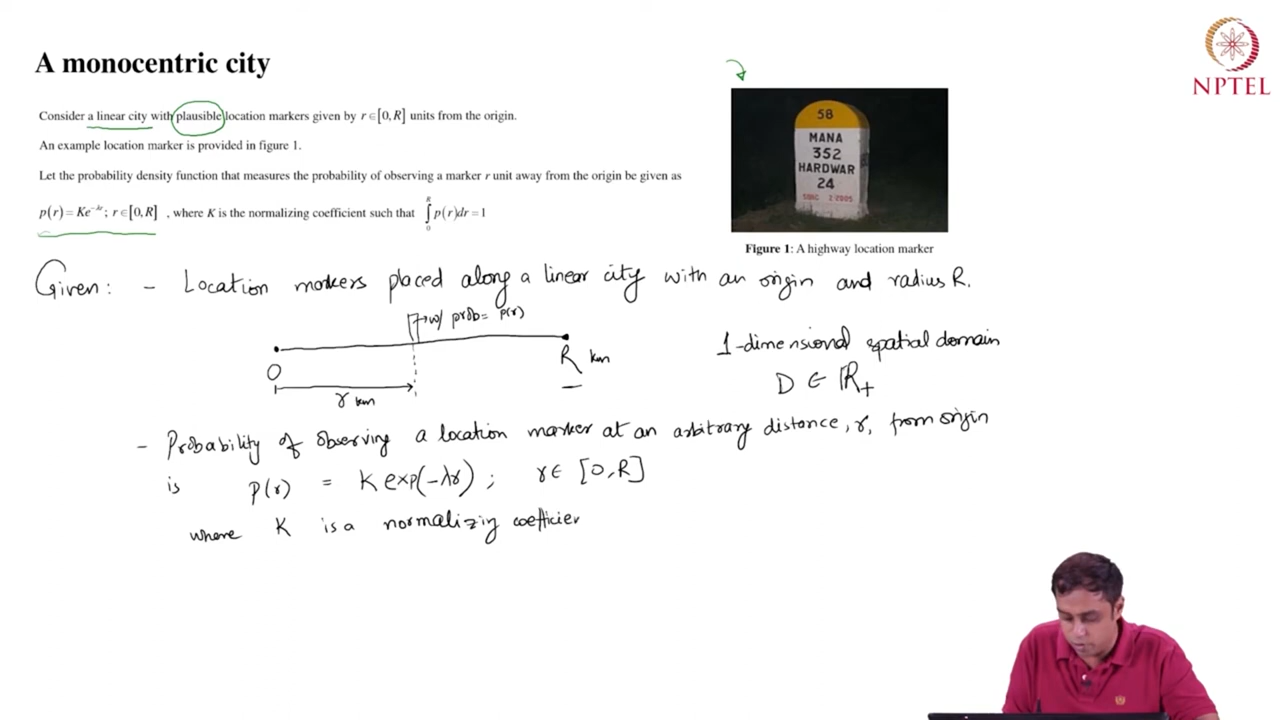 A monocentric city
NPTEL
Consider a linear city with plausible location markers given by r ∈ [0, R] units from the origin.
An example location marker is provided in figure 1.
Let the probability density function that measures the probability of observing a marker r unit away from the origin be given as
p(r) = Ke^{-λr}; r ∈ [0, R] , where K is the normalizing coefficient such that ∫_0^R p(r)dr = 1
58
MANA
352
HARDWAR
24
Figure 1: A highway location marker
Given: - Location markers placed along a linear city with an origin and radius R.
w/ prob = p(r)
O
R km
r km
1-dimensional spatial domain
D ∈ ℝ+
- Probability of observing a location marker at an arbitrary distance, r, from origin
is p(r) = K exp(-λr) ; r ∈ [0, R]
where K is a normalizing coefficien